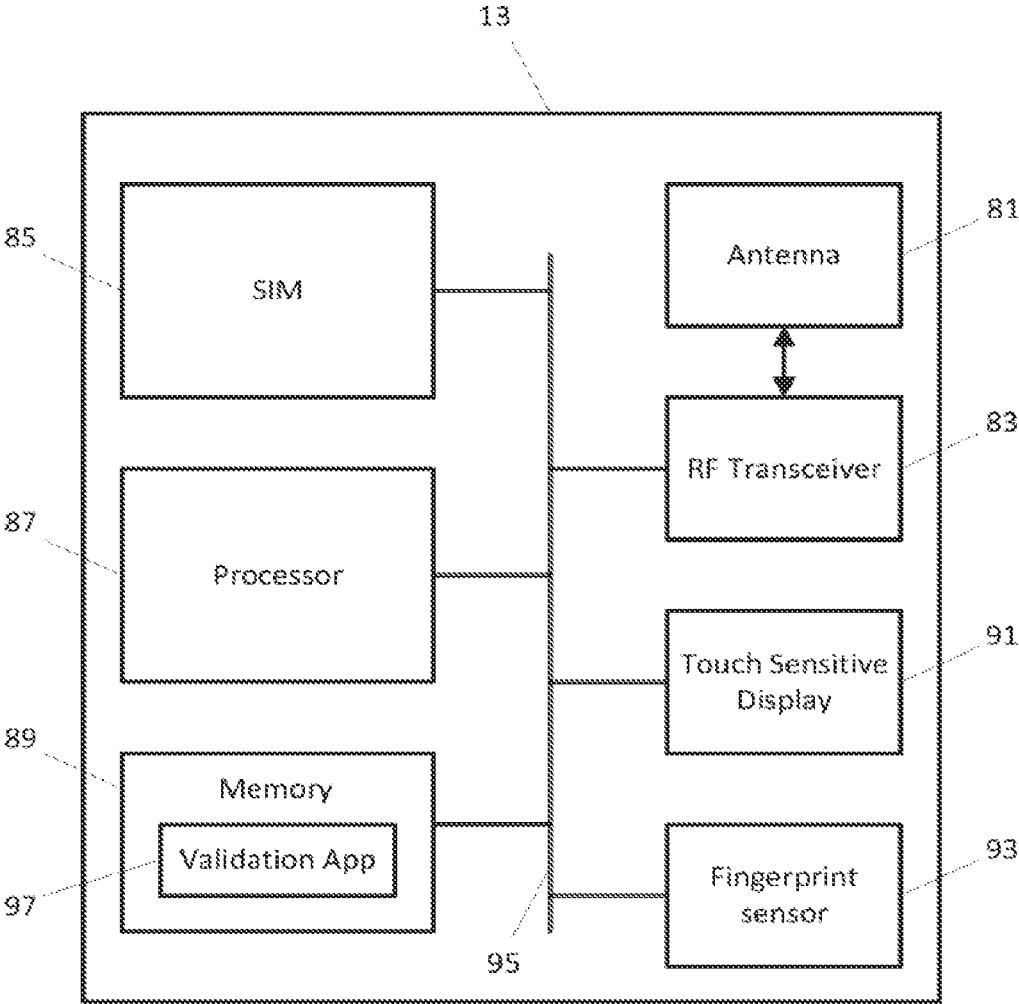 13
85
SIM
Antenna
81
RF Transceiver
83
87
Processor
Touch Sensitive
Display
91
89
Memory
Validation App
97
Fingerprint
sensor
93
95